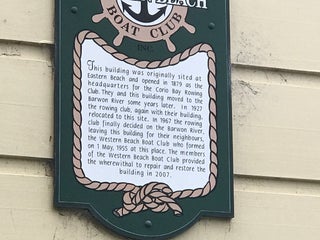 BEACH
BOAT CLUB
INC.
This building was originally sited at
Eastern Beach and opened in 1879 as the
headquarters for the Corio Bay Rowing
Club. They and this building moved to the
Barwon River some years later. In 1927
the rowing club, again with their building,
relocated to this site. In 1967 the rowing
club finally decided on the Barwon River,
leaving this building for their neighbours,
the Western Beach Boat Club who formed
on 1 May, 1955 at this place. The members
of the Western Beach Boat Club provided
the wherewithal to repair and restore the
building in 2007.